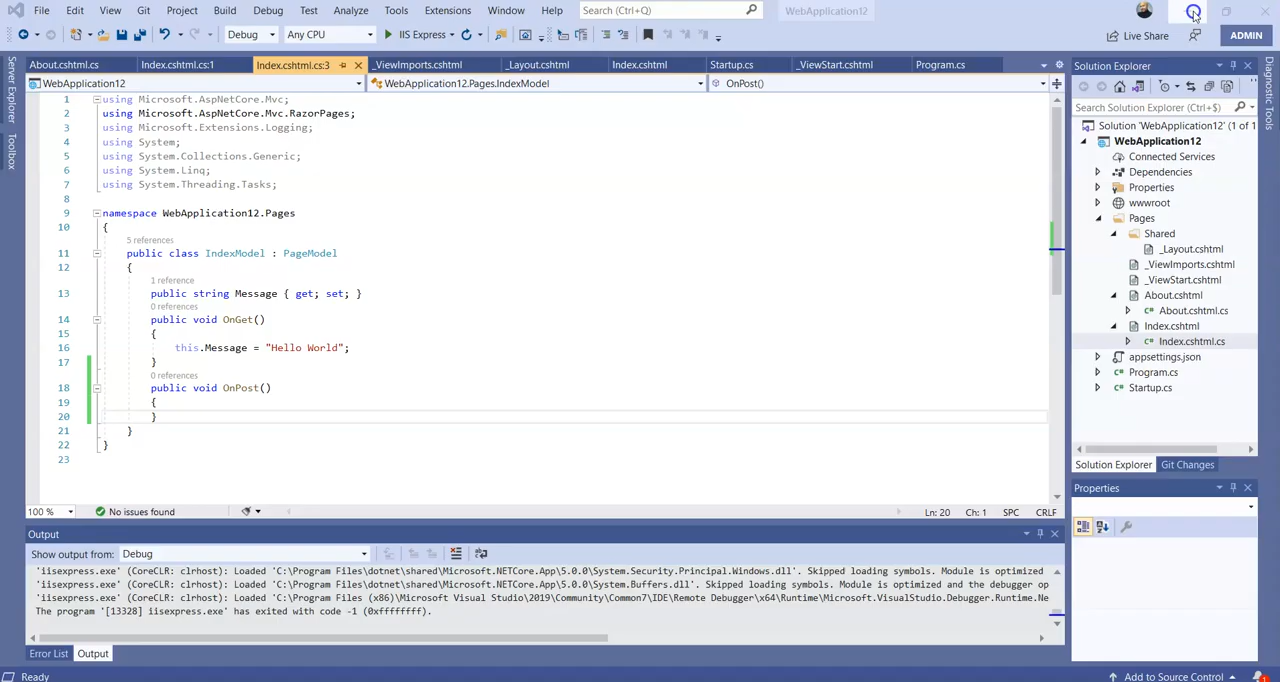 File Edit View Git Project Build Debug Test Analyze Tools Extensions Window Help Search (Ctrl+Q) WebApplication12
Debug Any CPU IIS Express Live Share ADMIN
Server Explorer
Toolbox
About.cshtml.cs Index.cshtml.cs:1 Index.cshtml.cs:3 _ViewImports.cshtml _Layout.cshtml Index.cshtml Startup.cs _ViewStart.cshtml Program.cs
WebApplication12 WebApplication12.Pages.IndexModel OnPost()
1 using Microsoft.AspNetCore.Mvc;
2 using Microsoft.AspNetCore.Mvc.RazorPages;
3 using Microsoft.Extensions.Logging;
4 using System;
5 using System.Collections.Generic;
6 using System.Linq;
7 using System.Threading.Tasks;
8
9 namespace WebApplication12.Pages
10 {
5 references
11 public class IndexModel : PageModel
12 {
1 reference
13 public string Message { get; set; }
0 references
14 public void OnGet()
15 {
16 this.Message = "Hello World";
17 }
0 references
18 public void OnPost()
19 {
20 }
21 }
22 }
23
100 % No issues found Ln: 20 Ch: 1 SPC CRLF
Output
Show output from: Debug
'iisexpress.exe' (CoreCLR: clrhost): Loaded 'C:\Program Files\dotnet\shared\Microsoft.NETCore.App\5.0.0\System.Security.Principal.Windows.dll'. Skipped loading symbols. Module is optimized
'iisexpress.exe' (CoreCLR: clrhost): Loaded 'C:\Program Files\dotnet\shared\Microsoft.NETCore.App\5.0.0\System.Buffers.dll'. Skipped loading symbols. Module is optimized and the debugger op
'iisexpress.exe' (CoreCLR: clrhost): Loaded 'C:\Program Files (x86)\Microsoft Visual Studio\2019\Community\Common7\IDE\Remote Debugger\x64\Runtime\Microsoft.VisualStudio.Debugger.Runtime.Ne
The program '[13328] iisexpress.exe' has exited with code -1 (0xffffffff).
Error List Output
Solution Explorer
Search Solution Explorer (Ctrl+$)
Solution 'WebApplication12' (1 of 1
WebApplication12
Connected Services
Dependencies
Properties
wwwroot
Pages
Shared
_Layout.cshtml
_ViewImports.cshtml
_ViewStart.cshtml
About.cshtml
C# About.cshtml.cs
Index.cshtml
C# Index.cshtml.cs
appsettings.json
C# Program.cs
C# Startup.cs
Solution Explorer Git Changes
Properties
Diagnostic Tools
Ready Add to Source Control 1